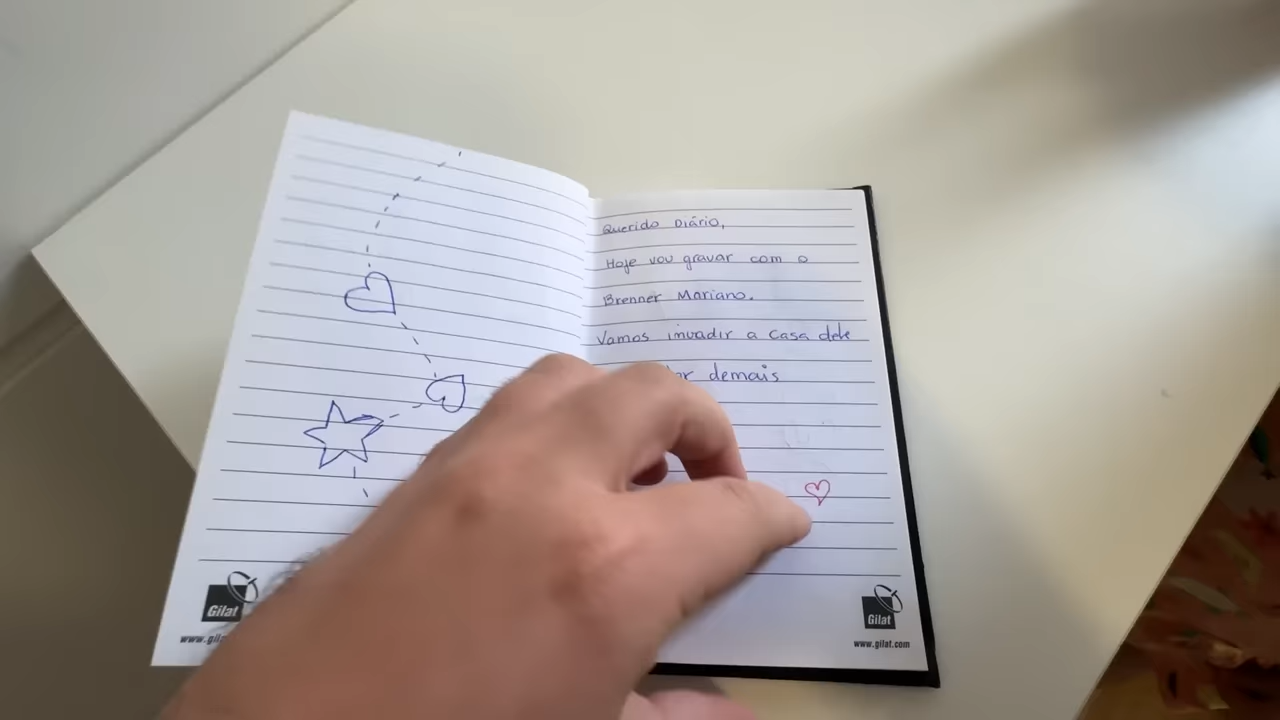 Querido Diário,
Hoje vou gravar com o
Brenner Mariano.
Vamos invadir a casa dele
demais
Gilat
Gilat
www.gilat.com